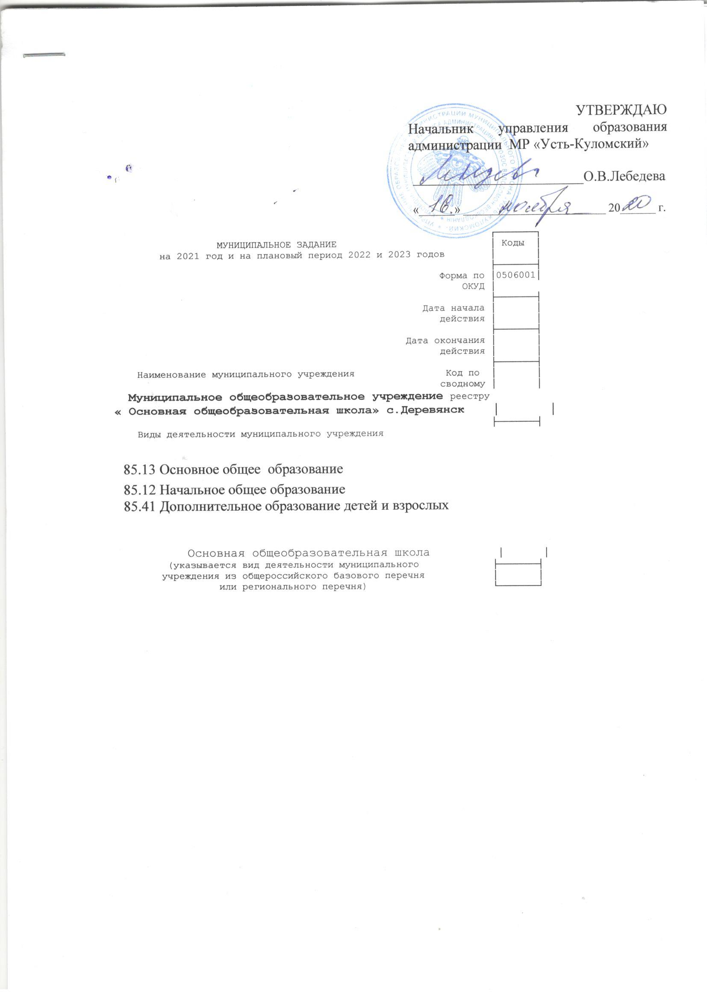 УТВЕРЖДАЮ
Начальник управления образования
администрации МР «Усть-Куломский»
О.В.Лебедева
«16.» ноября 2020 г.
МУНИЦИПАЛЬНОЕ ЗАДАНИЕ
на 2021 год и на плановый период 2022 и 2023 годов
Коды
Форма по 0506001
ОКУД
Дата начала
действия
Дата окончания
действия
Наименование муниципального учреждения Код по
сводному
Муниципальное общеобразовательное учреждение реестру
« Основная общеобразовательная школа» с.Деревянск
Виды деятельности муниципального учреждения
85.13 Основное общее образование
85.12 Начальное общее образование
85.41 Дополнительное образование детей и взрослых
Основная общеобразовательная школа
(указывается вид деятельности муниципального
учреждения из общероссийского базового перечня
или регионального перечня)